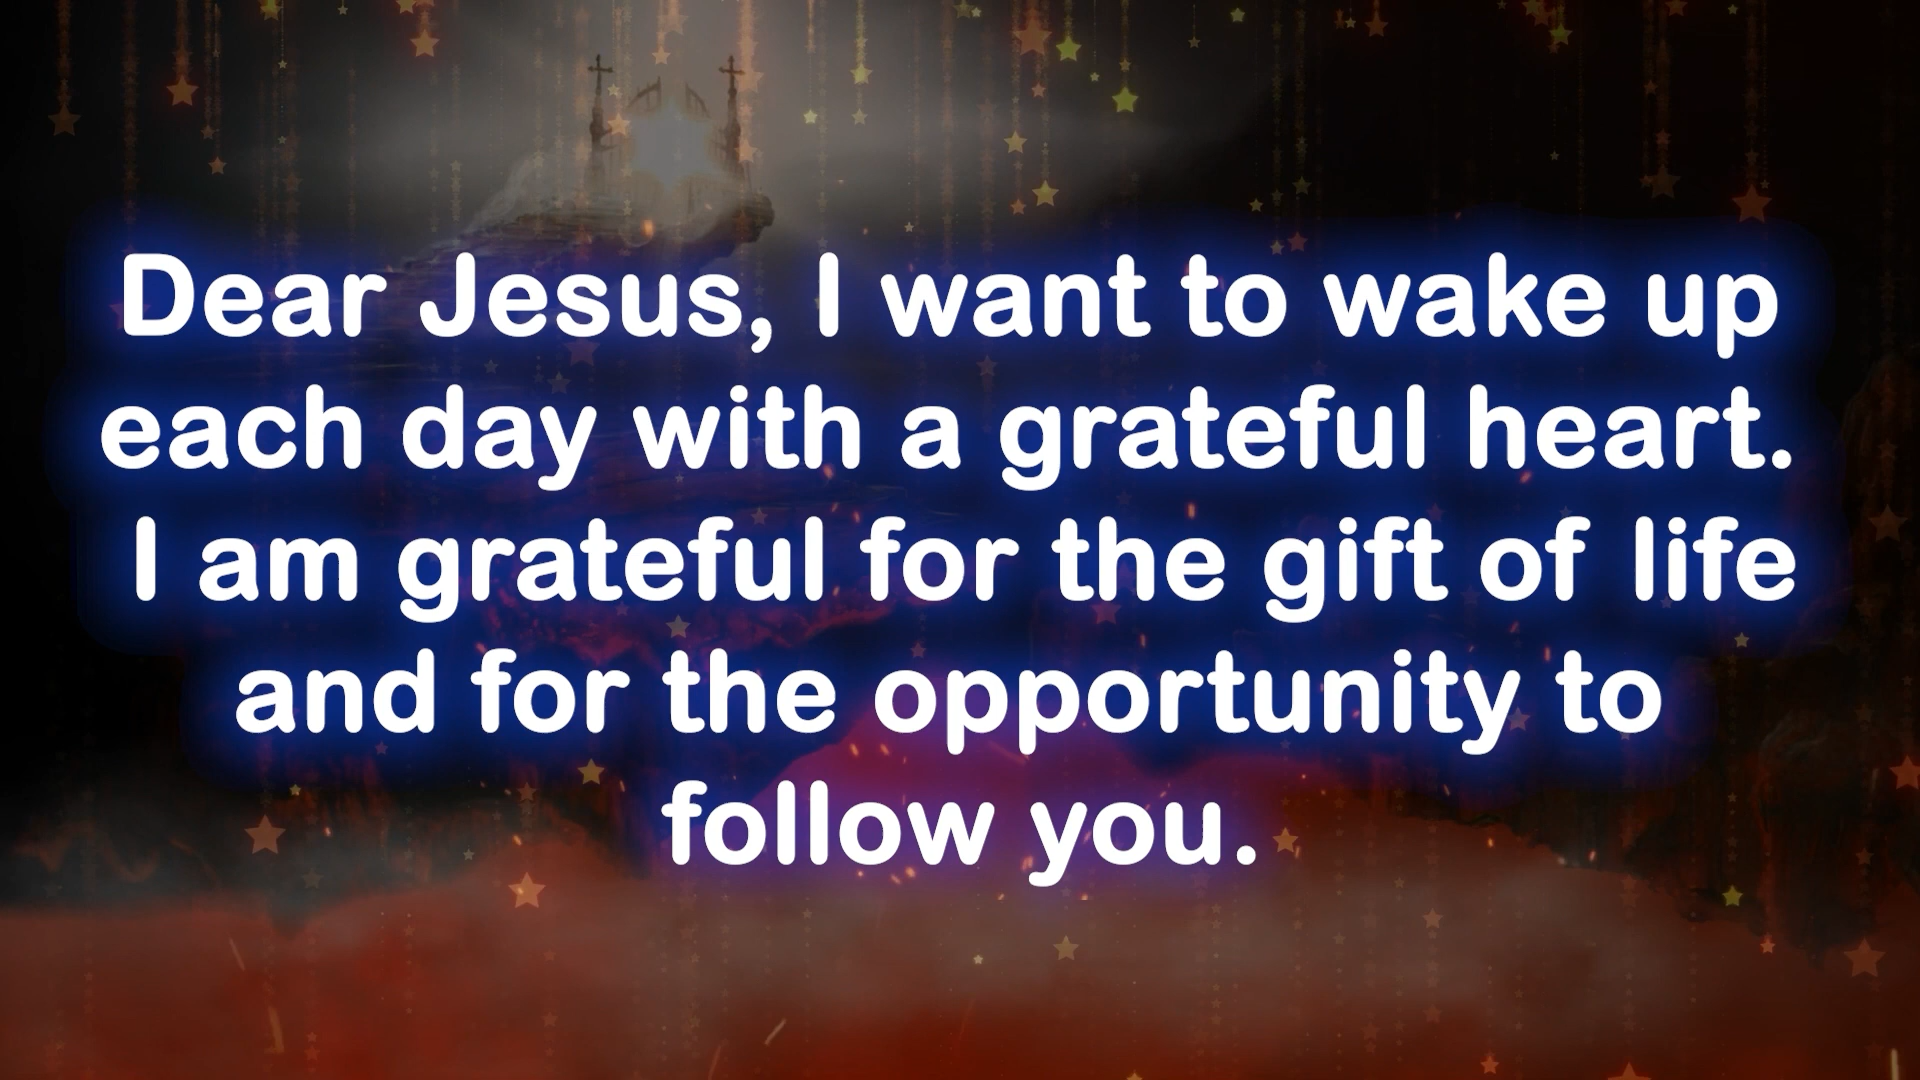 Dear Jesus, I want to wake up
each day with a grateful heart.
I am grateful for the gift of life
and for the opportunity to
follow you.